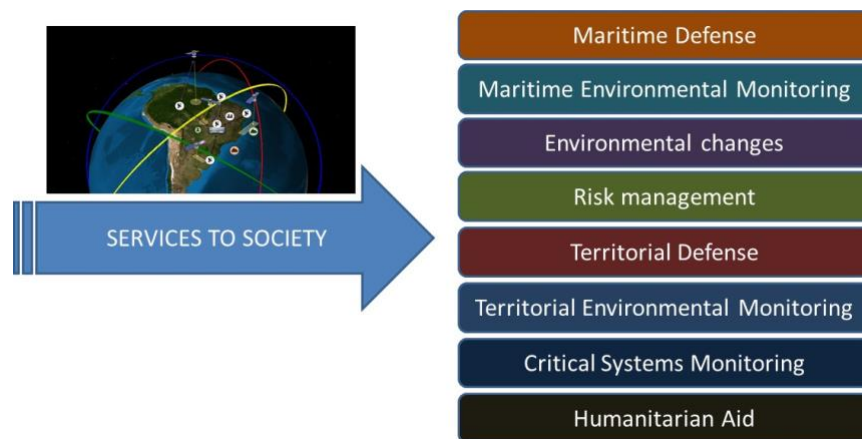 Maritime Defense
Maritime Environmental Monitoring
Environmental changes
Risk management
SERVICES TO SOCIETY
Territorial Defense
Territorial Environmental Monitoring
Critical Systems Monitoring
Humanitarian Aid